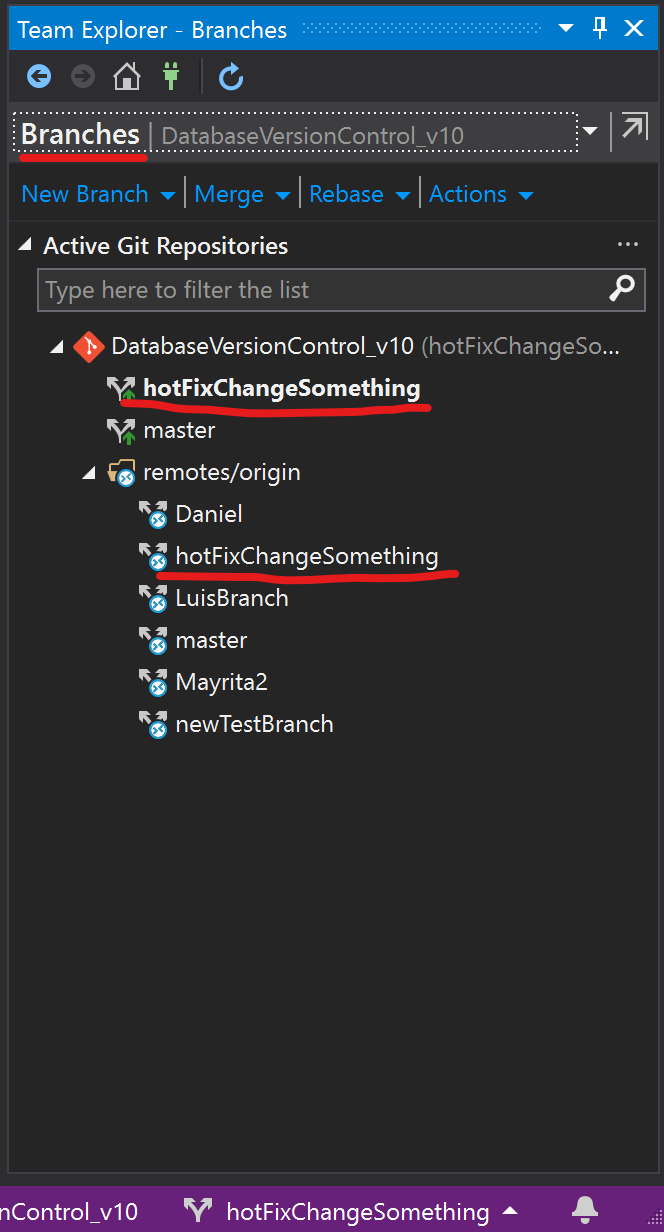 Team Explorer - Branches
Branches | DatabaseVersionControl_v10
New Branch | Merge | Rebase | Actions
Active Git Repositories ...
Type here to filter the list
DatabaseVersionControl_v10 (hotFixChangeSo...
hotFixChangeSomething
master
remotes/origin
Daniel
hotFixChangeSomething
LuisBranch
master
Mayrita2
newTestBranch
nControl_v10 hotFixChangeSomething